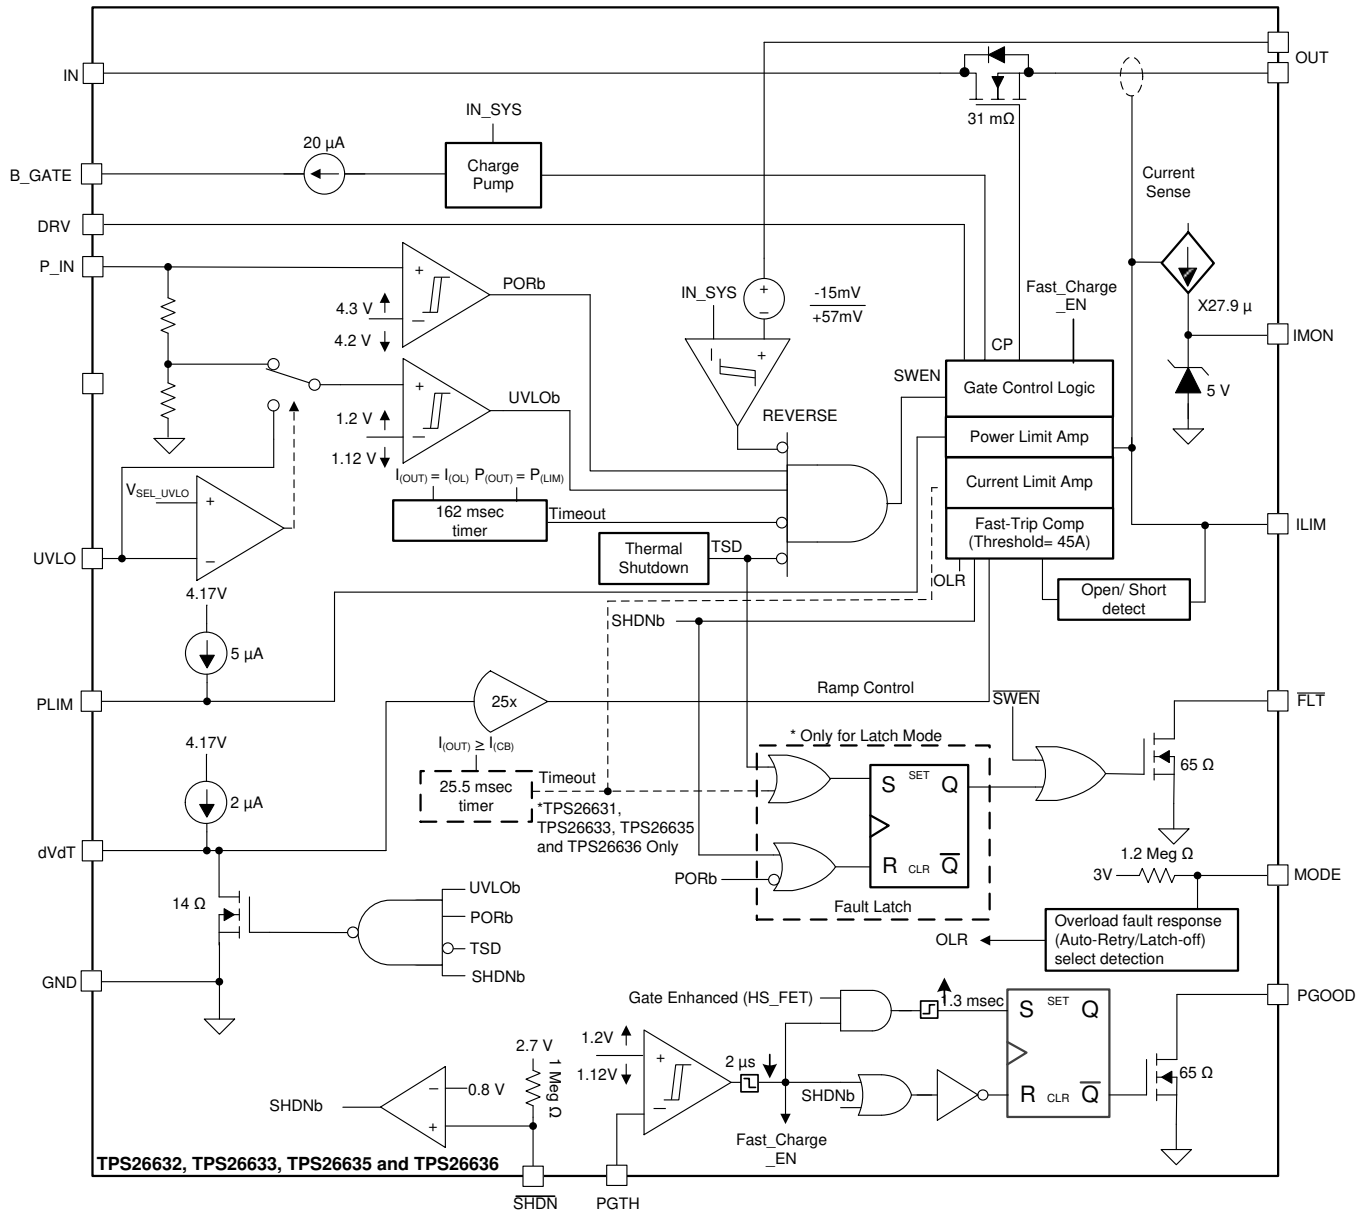 OUT
IN
31 mΩ
IN_SYS
20 µA
Charge
Pump
B_GATE
Current
Sense
DRV
P_IN
PORb
4.3 V
4.2 V
IN_SYS
-15mV
+57mV
Fast_Charge
_EN
X27.9 µ
IMON
CP
SWEN
Gate Control Logic
5 V
UVLOb
1.2 V
1.12 V
REVERSE
Power Limit Amp
I(OUT) = I(OL) P(OUT) = P(LIM)
Current Limit Amp
VSEL_UVLO
162 msec
timer
Timeout
Fast-Trip Comp
(Threshold= 45A)
ILIM
UVLO
Thermal
Shutdown
TSD
OLR
Open/ Short
detect
4.17V
SHDNb
5 µA
PLIM
25x
Ramp Control
SWEN
FLT
4.17V
I(OUT) ≥ I(CB)
* Only for Latch Mode
65 Ω
25.5 msec
timer
Timeout
S SET Q
2 µA
*TPS26631,
TPS26633, TPS26635
and TPS26636 Only
dVdT
R CLR Q
1.2 Meg Ω
3V
MODE
PORb
UVLOb
14 Ω
Fault Latch
PORb
Overload fault response
(Auto-Retry/Latch-off)
select detection
OLR
TSD
SHDNb
GND
Gate Enhanced (HS_FET)
1.3 msec
S SET Q
PGOOD
1.2V
1.12V
2.7 V
1 Meg Ω
2 µs
65 Ω
0.8 V
SHDNb
SHDNb
R CLR Q
Fast_Charge
_EN
TPS26632, TPS26633, TPS26635 and TPS26636
SHDN
PGTH